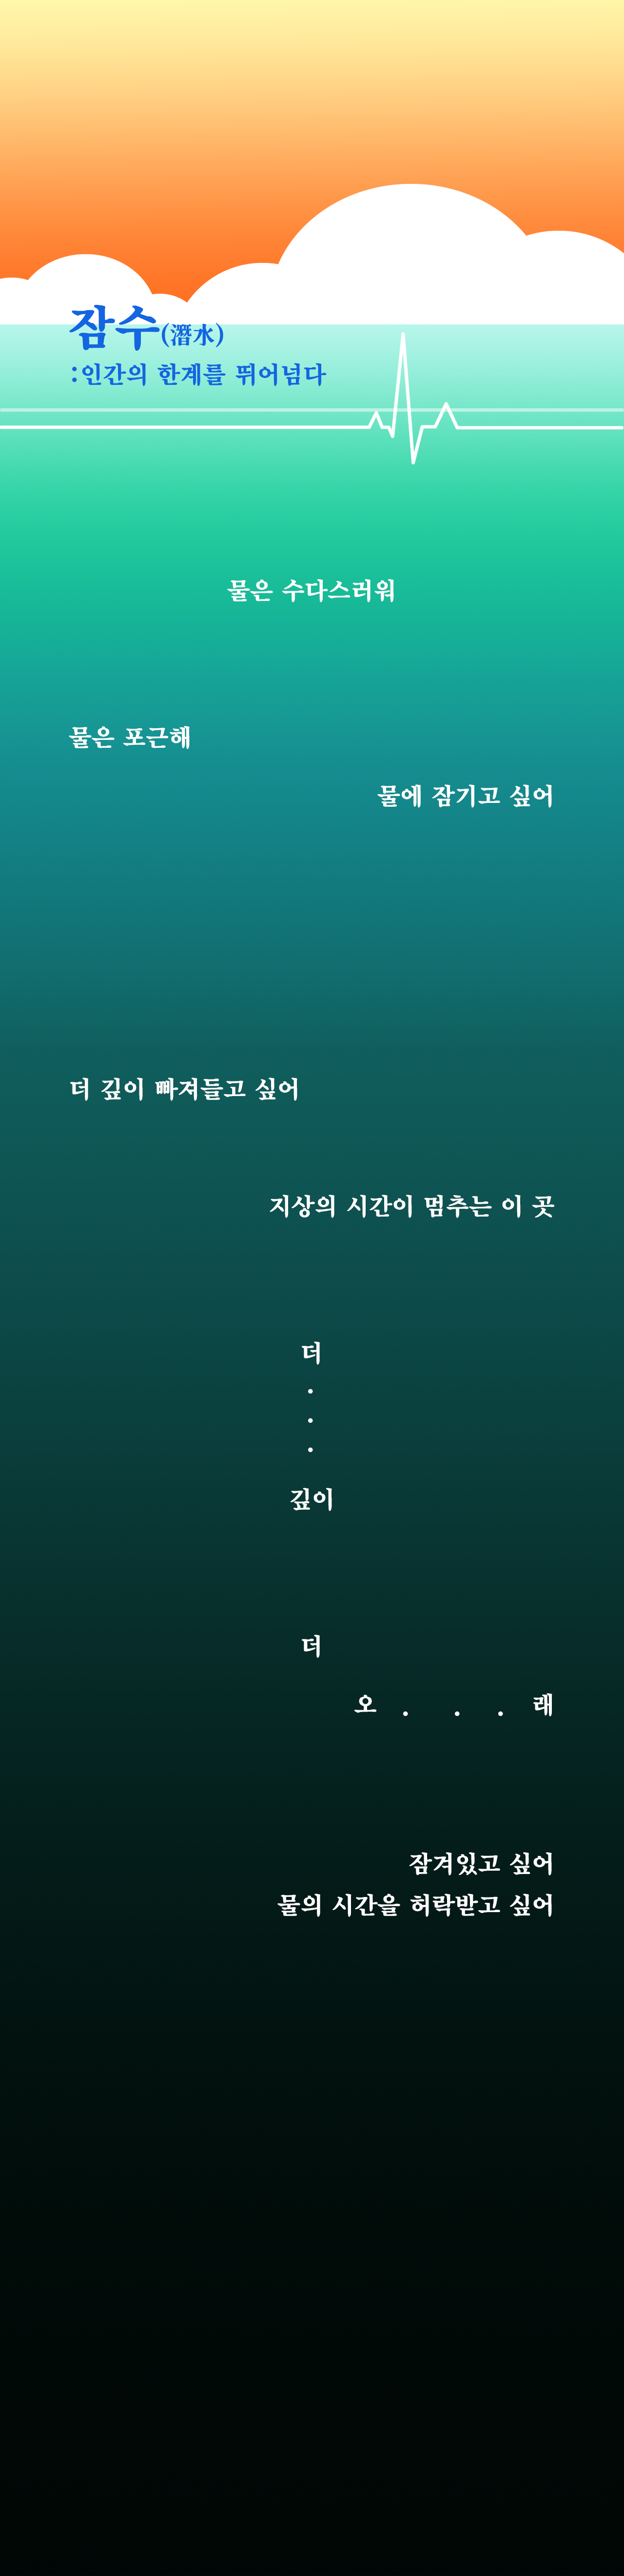 잠수(潛水)
:인간의 한계를 뛰어넘다
물은 수다스러워
물은 포근해
물에 잠기고 싶어
더 깊이 빠져들고 싶어
지상의 시간이 멈추는 이 곳
더
.
.
.
깊이
더
오 . . . 래
잠겨있고 싶어
물의 시간을 허락받고 싶어